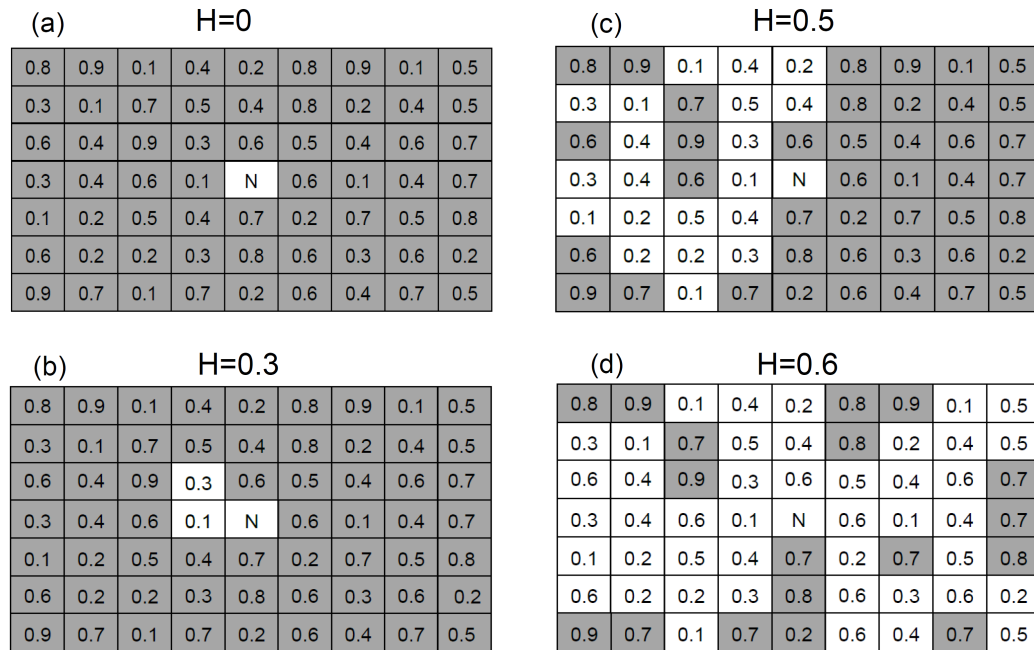 (a) H=0
0.8 0.9 0.1 0.4 0.2 0.8 0.9 0.1 0.5
0.3 0.1 0.7 0.5 0.4 0.8 0.2 0.4 0.5
0.6 0.4 0.9 0.3 0.6 0.5 0.4 0.6 0.7
0.3 0.4 0.6 0.1 N 0.6 0.1 0.4 0.7
0.1 0.2 0.5 0.4 0.7 0.2 0.7 0.5 0.8
0.6 0.2 0.2 0.3 0.8 0.6 0.3 0.6 0.2
0.9 0.7 0.1 0.7 0.2 0.6 0.4 0.7 0.5
(b) H=0.3
0.8 0.9 0.1 0.4 0.2 0.8 0.9 0.1 0.5
0.3 0.1 0.7 0.5 0.4 0.8 0.2 0.4 0.5
0.6 0.4 0.9 0.3 0.6 0.5 0.4 0.6 0.7
0.3 0.4 0.6 0.1 N 0.6 0.1 0.4 0.7
0.1 0.2 0.5 0.4 0.7 0.2 0.7 0.5 0.8
0.6 0.2 0.2 0.3 0.8 0.6 0.3 0.6 0.2
0.9 0.7 0.1 0.7 0.2 0.6 0.4 0.7 0.5
(c) H=0.5
0.8 0.9 0.1 0.4 0.2 0.8 0.9 0.1 0.5
0.3 0.1 0.7 0.5 0.4 0.8 0.2 0.4 0.5
0.6 0.4 0.9 0.3 0.6 0.5 0.4 0.6 0.7
0.3 0.4 0.6 0.1 N 0.6 0.1 0.4 0.7
0.1 0.2 0.5 0.4 0.7 0.2 0.7 0.5 0.8
0.6 0.2 0.2 0.3 0.8 0.6 0.3 0.6 0.2
0.9 0.7 0.1 0.7 0.2 0.6 0.4 0.7 0.5
(d) H=0.6
0.8 0.9 0.1 0.4 0.2 0.8 0.9 0.1 0.5
0.3 0.1 0.7 0.5 0.4 0.8 0.2 0.4 0.5
0.6 0.4 0.9 0.3 0.6 0.5 0.4 0.6 0.7
0.3 0.4 0.6 0.1 N 0.6 0.1 0.4 0.7
0.1 0.2 0.5 0.4 0.7 0.2 0.7 0.5 0.8
0.6 0.2 0.2 0.3 0.8 0.6 0.3 0.6 0.2
0.9 0.7 0.1 0.7 0.2 0.6 0.4 0.7 0.5